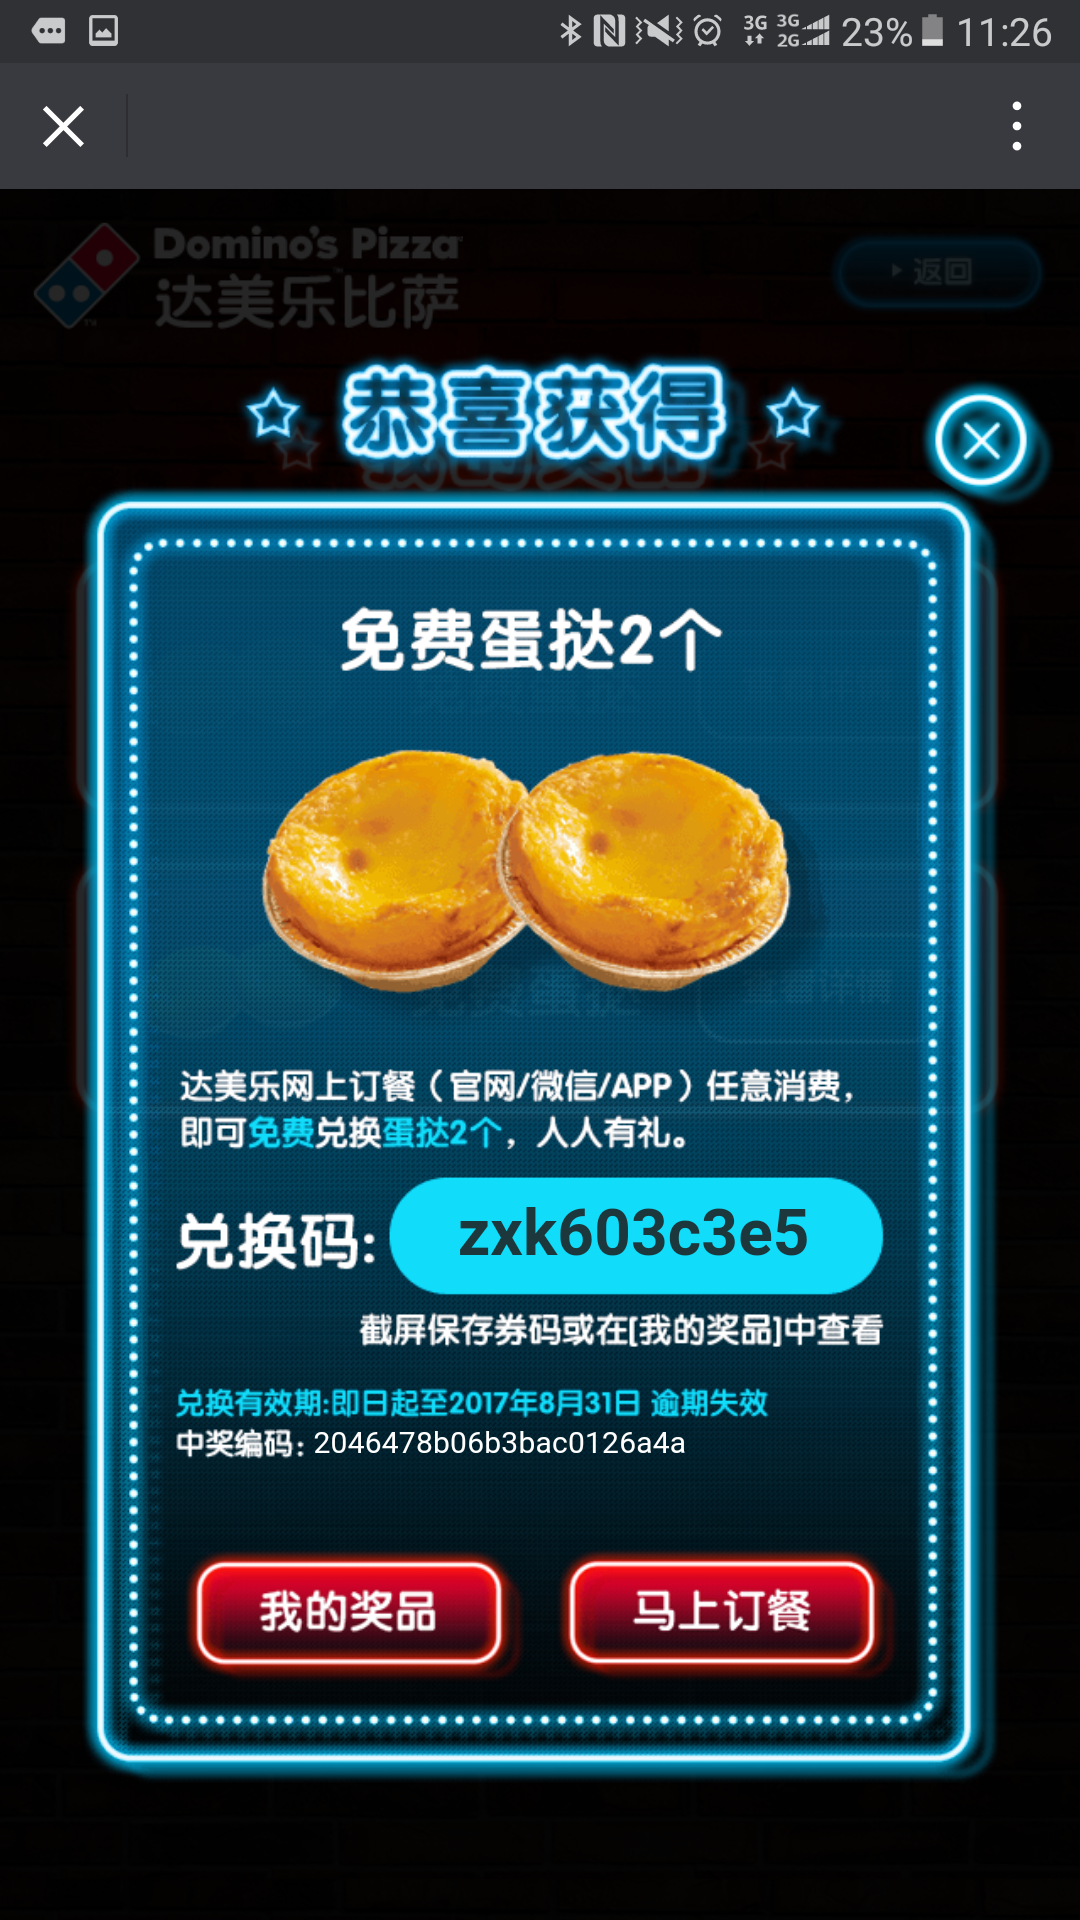 3G 3G 2G 23% 11:26
Domino's Pizza
达美乐比萨
返回
恭喜获得
免费蛋挞2个
达美乐网上订餐（官网/微信/APP）任意消费，
即可免费兑换蛋挞2个，人人有礼。
兑换码: zxk603c3e5
截屏保存券码或在[我的奖品]中查看
兑换有效期:即日起至2017年8月31日 逾期失效
中奖编码: 2046478b06b3bac0126a4a
我的奖品
马上订餐